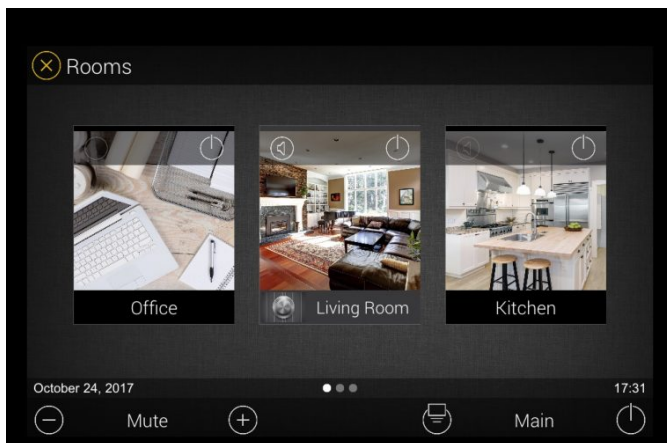 Rooms
Office
Living Room
Kitchen
October 24, 2017
17:31
Mute
Main